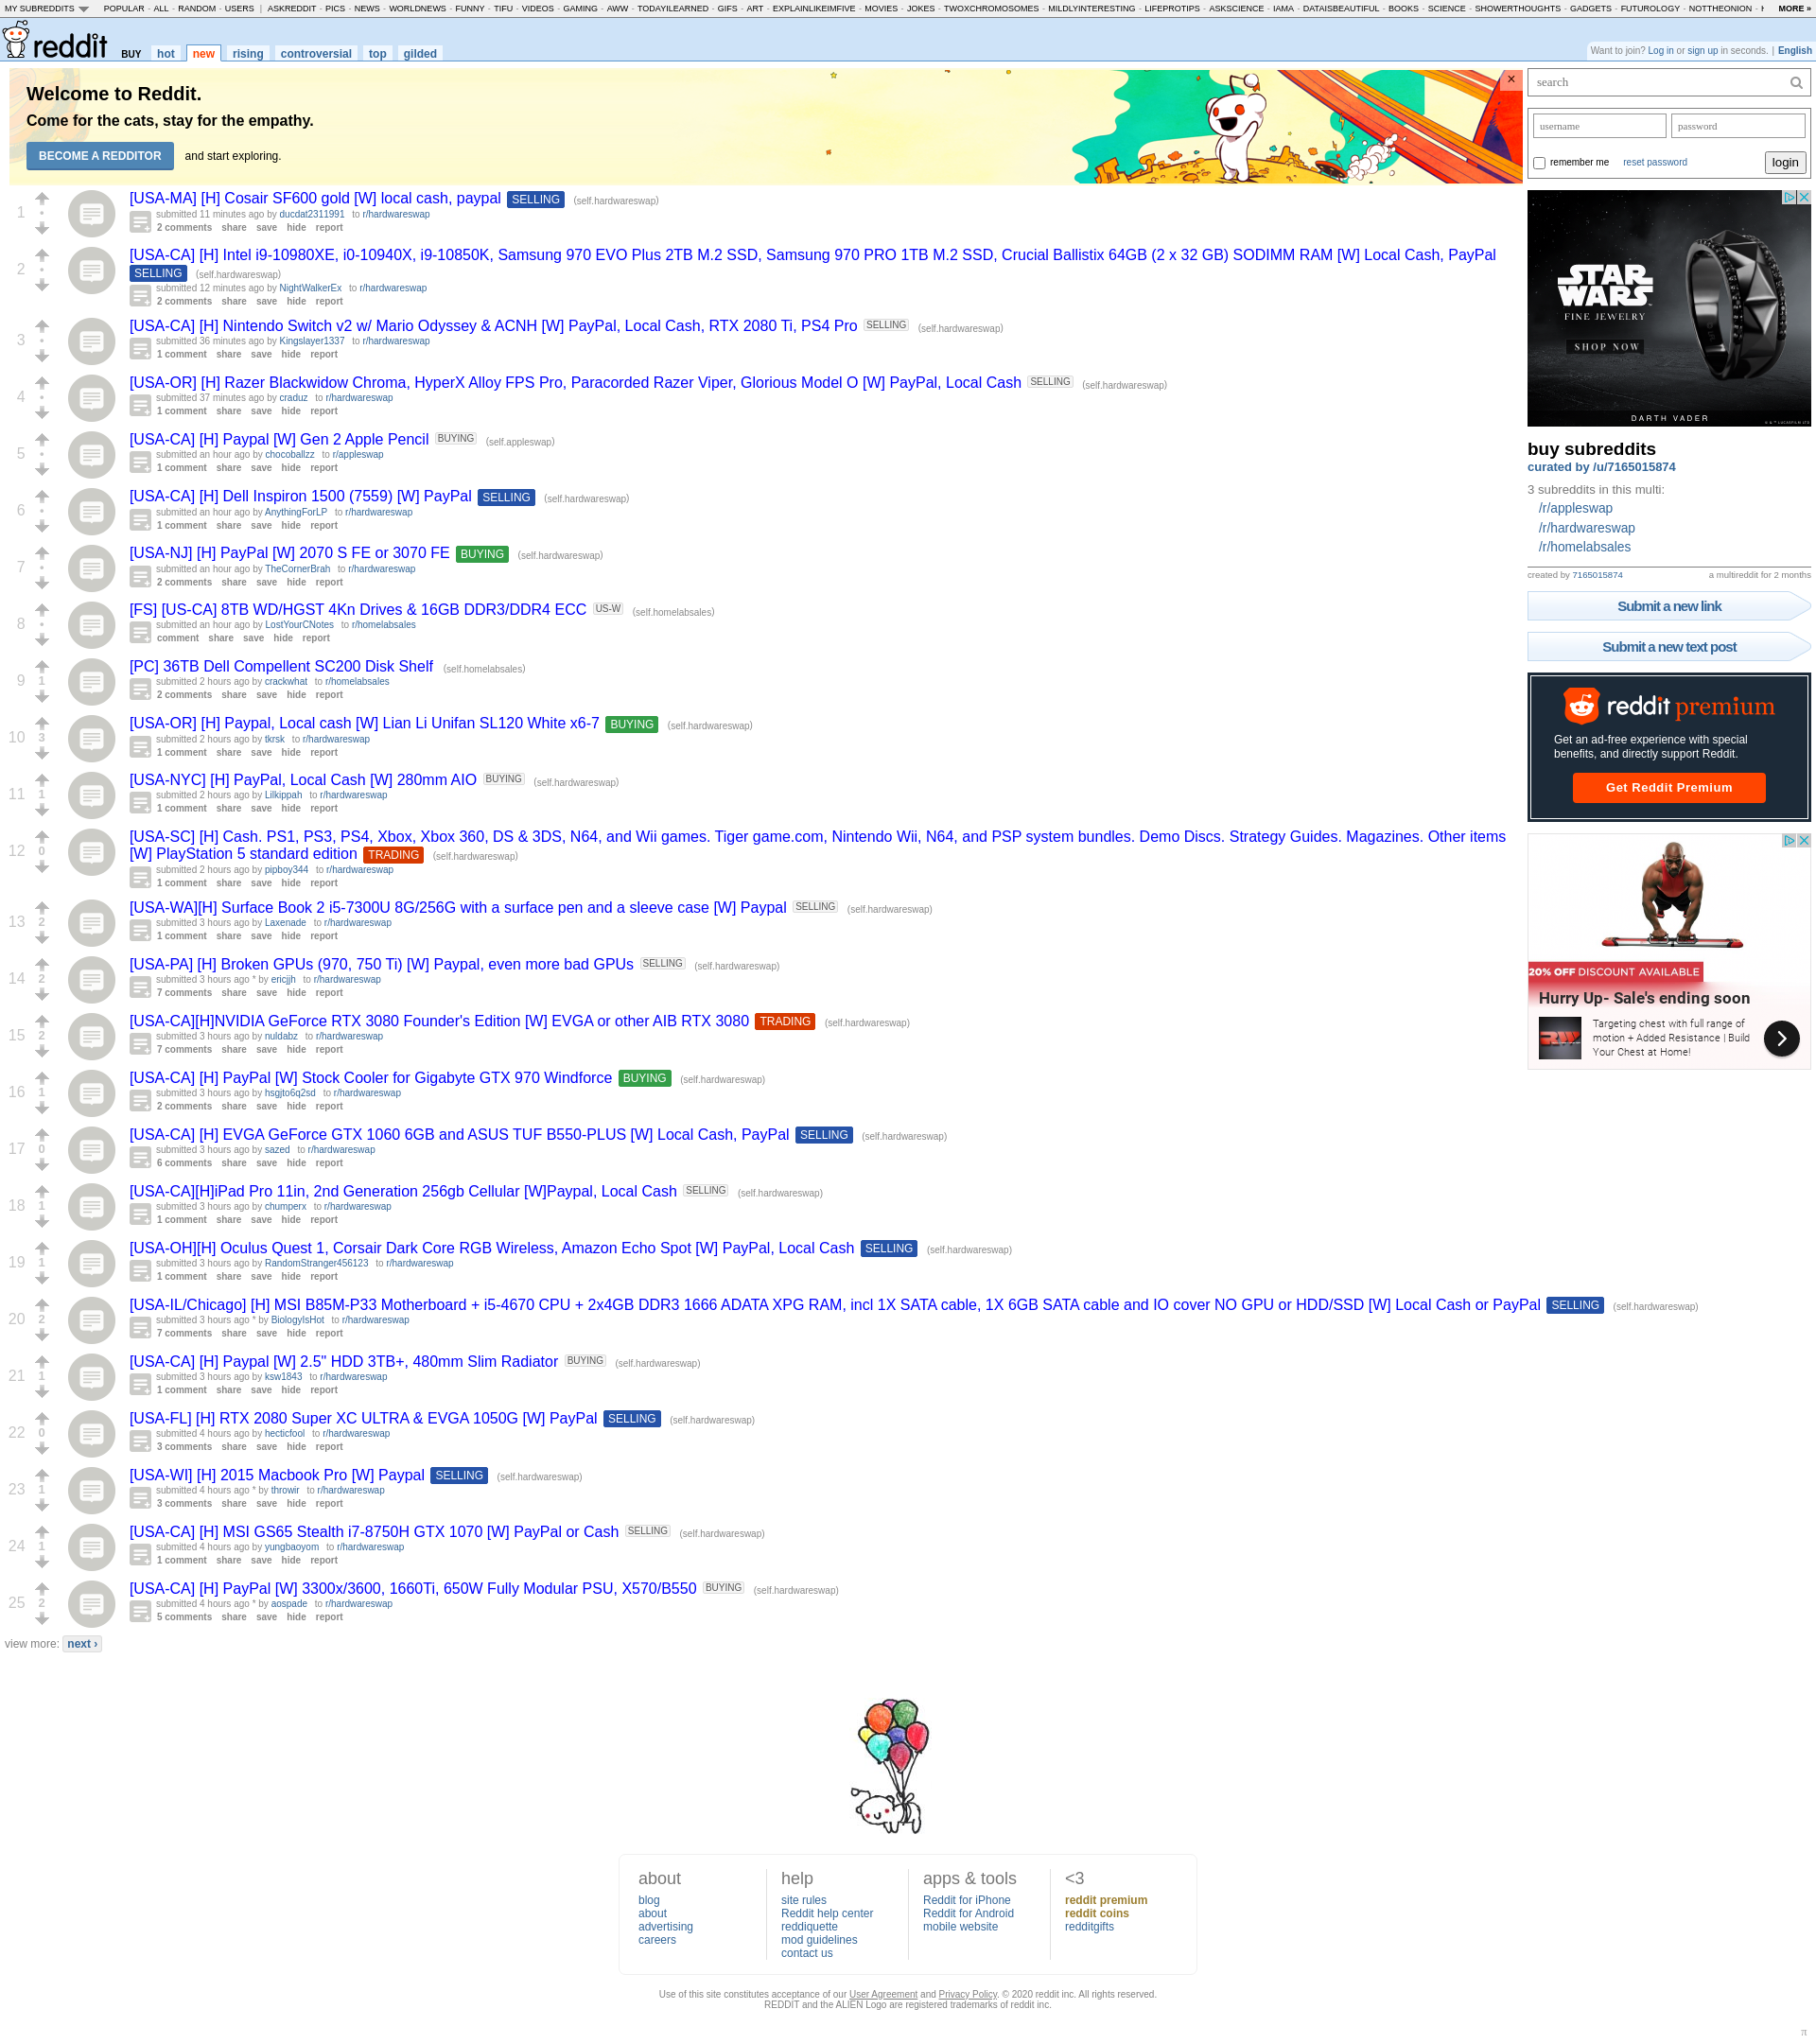 MY SUBREDDITS POPULAR - ALL - RANDOM - USERS | ASKREDDIT - PICS - NEWS - WORLDNEWS - FUNNY - TIFU - VIDEOS - GAMING - AWW - TODAYILEARNED - GIFS - ART - EXPLAINLIKEIMFIVE - MOVIES - JOKES - TWOXCHROMOSOMES - MILDLYINTERESTING - LIFEPROTIPS - ASKSCIENCE - IAMA - DATAISBEAUTIFUL - BOOKS - SCIENCE - SHOWERTHOUGHTS - GADGETS - FUTUROLOGY - NOTTHEONION - MORE »
reddit BUY hot new rising controversial top gilded
Want to join? Log in or sign up in seconds. | English
Welcome to Reddit.
Come for the cats, stay for the empathy.
BECOME A REDDITOR and start exploring.
1
[USA-MA] [H] Cosair SF600 gold [W] local cash, paypal SELLING (self.hardwareswap)
submitted 11 minutes ago by ducdat2311991 to r/hardwareswap
2 comments share save hide report
2
[USA-CA] [H] Intel i9-10980XE, i0-10940X, i9-10850K, Samsung 970 EVO Plus 2TB M.2 SSD, Samsung 970 PRO 1TB M.2 SSD, Crucial Ballistix 64GB (2 x 32 GB) SODIMM RAM [W] Local Cash, PayPal
SELLING (self.hardwareswap)
submitted 12 minutes ago by NightWalkerEx to r/hardwareswap
2 comments share save hide report
3
[USA-CA] [H] Nintendo Switch v2 w/ Mario Odyssey & ACNH [W] PayPal, Local Cash, RTX 2080 Ti, PS4 Pro SELLING (self.hardwareswap)
submitted 36 minutes ago by Kingslayer1337 to r/hardwareswap
1 comment share save hide report
4
[USA-OR] [H] Razer Blackwidow Chroma, HyperX Alloy FPS Pro, Paracorded Razer Viper, Glorious Model O [W] PayPal, Local Cash SELLING (self.hardwareswap)
submitted 37 minutes ago by craduz to r/hardwareswap
1 comment share save hide report
5
[USA-CA] [H] Paypal [W] Gen 2 Apple Pencil BUYING (self.appleswap)
submitted an hour ago by chocoballzz to r/appleswap
1 comment share save hide report
6
[USA-CA] [H] Dell Inspiron 1500 (7559) [W] PayPal SELLING (self.hardwareswap)
submitted an hour ago by AnythingForLP to r/hardwareswap
1 comment share save hide report
7
[USA-NJ] [H] PayPal [W] 2070 S FE or 3070 FE BUYING (self.hardwareswap)
submitted an hour ago by TheCornerBrah to r/hardwareswap
2 comments share save hide report
8
[FS] [US-CA] 8TB WD/HGST 4Kn Drives & 16GB DDR3/DDR4 ECC US-W (self.homelabsales)
submitted an hour ago by LostYourCNotes to r/homelabsales
comment share save hide report
9 1
[PC] 36TB Dell Compellent SC200 Disk Shelf (self.homelabsales)
submitted 2 hours ago by crackwhat to r/homelabsales
2 comments share save hide report
10 3
[USA-OR] [H] Paypal, Local cash [W] Lian Li Unifan SL120 White x6-7 BUYING (self.hardwareswap)
submitted 2 hours ago by tkrsk to r/hardwareswap
1 comment share save hide report
11 1
[USA-NYC] [H] PayPal, Local Cash [W] 280mm AIO BUYING (self.hardwareswap)
submitted 2 hours ago by Lilkippah to r/hardwareswap
1 comment share save hide report
12 0
[USA-SC] [H] Cash. PS1, PS3, PS4, Xbox, Xbox 360, DS & 3DS, N64, and Wii games. Tiger game.com, Nintendo Wii, N64, and PSP system bundles. Demo Discs. Strategy Guides. Magazines. Other items
[W] PlayStation 5 standard edition TRADING (self.hardwareswap)
submitted 2 hours ago by pipboy344 to r/hardwareswap
1 comment share save hide report
13 2
[USA-WA][H] Surface Book 2 i5-7300U 8G/256G with a surface pen and a sleeve case [W] Paypal SELLING (self.hardwareswap)
submitted 3 hours ago by Laxenade to r/hardwareswap
1 comment share save hide report
14 2
[USA-PA] [H] Broken GPUs (970, 750 Ti) [W] Paypal, even more bad GPUs SELLING (self.hardwareswap)
submitted 3 hours ago * by ericjjh to r/hardwareswap
7 comments share save hide report
15 2
[USA-CA][H]NVIDIA GeForce RTX 3080 Founder's Edition [W] EVGA or other AIB RTX 3080 TRADING (self.hardwareswap)
submitted 3 hours ago by nuldabz to r/hardwareswap
7 comments share save hide report
16 1
[USA-CA] [H] PayPal [W] Stock Cooler for Gigabyte GTX 970 Windforce BUYING (self.hardwareswap)
submitted 3 hours ago by hsgjto6q2sd to r/hardwareswap
2 comments share save hide report
17 0
[USA-CA] [H] EVGA GeForce GTX 1060 6GB and ASUS TUF B550-PLUS [W] Local Cash, PayPal SELLING (self.hardwareswap)
submitted 3 hours ago by sazed to r/hardwareswap
6 comments share save hide report
18 1
[USA-CA][H]iPad Pro 11in, 2nd Generation 256gb Cellular [W]Paypal, Local Cash SELLING (self.hardwareswap)
submitted 3 hours ago by chumperx to r/hardwareswap
1 comment share save hide report
19 1
[USA-OH][H] Oculus Quest 1, Corsair Dark Core RGB Wireless, Amazon Echo Spot [W] PayPal, Local Cash SELLING (self.hardwareswap)
submitted 3 hours ago by RandomStranger456123 to r/hardwareswap
1 comment share save hide report
20 2
[USA-IL/Chicago] [H] MSI B85M-P33 Motherboard + i5-4670 CPU + 2x4GB DDR3 1666 ADATA XPG RAM, incl 1X SATA cable, 1X 6GB SATA cable and IO cover NO GPU or HDD/SSD [W] Local Cash or PayPal SELLING (self.hardwareswap)
submitted 3 hours ago * by BiologyIsHot to r/hardwareswap
7 comments share save hide report
21 1
[USA-CA] [H] Paypal [W] 2.5" HDD 3TB+, 480mm Slim Radiator BUYING (self.hardwareswap)
submitted 3 hours ago by ksw1843 to r/hardwareswap
1 comment share save hide report
22 0
[USA-FL] [H] RTX 2080 Super XC ULTRA & EVGA 1050G [W] PayPal SELLING (self.hardwareswap)
submitted 4 hours ago by hecticfool to r/hardwareswap
3 comments share save hide report
23 1
[USA-WI] [H] 2015 Macbook Pro [W] Paypal SELLING (self.hardwareswap)
submitted 4 hours ago * by throwir to r/hardwareswap
3 comments share save hide report
24 1
[USA-CA] [H] MSI GS65 Stealth i7-8750H GTX 1070 [W] PayPal or Cash SELLING (self.hardwareswap)
submitted 4 hours ago by yungbaoyom to r/hardwareswap
1 comment share save hide report
25 2
[USA-CA] [H] PayPal [W] 3300x/3600, 1660Ti, 650W Fully Modular PSU, X570/B550 BUYING (self.hardwareswap)
submitted 4 hours ago * by aospade to r/hardwareswap
5 comments share save hide report
view more: next ›
search
username password
remember me reset password login
STAR WARS
FINE JEWELRY
SHOP NOW
DARTH VADER
buy subreddits
curated by /u/7165015874
3 subreddits in this multi:
/r/appleswap
/r/hardwareswap
/r/homelabsales
created by 7165015874 a multireddit for 2 months
Submit a new link
Submit a new text post
reddit premium
Get an ad-free experience with special
benefits, and directly support Reddit.
Get Reddit Premium
20% OFF DISCOUNT AVAILABLE
Hurry Up- Sale's ending soon
Targeting chest with full range of
motion + Added Resistance | Build
Your Chest at Home!
about
blog
about
advertising
careers
help
site rules
Reddit help center
reddiquette
mod guidelines
contact us
apps & tools
Reddit for iPhone
Reddit for Android
mobile website
<3
reddit premium
reddit coins
redditgifts
Use of this site constitutes acceptance of our User Agreement and Privacy Policy. © 2020 reddit inc. All rights reserved.
REDDIT and the ALIEN Logo are registered trademarks of reddit inc.
π